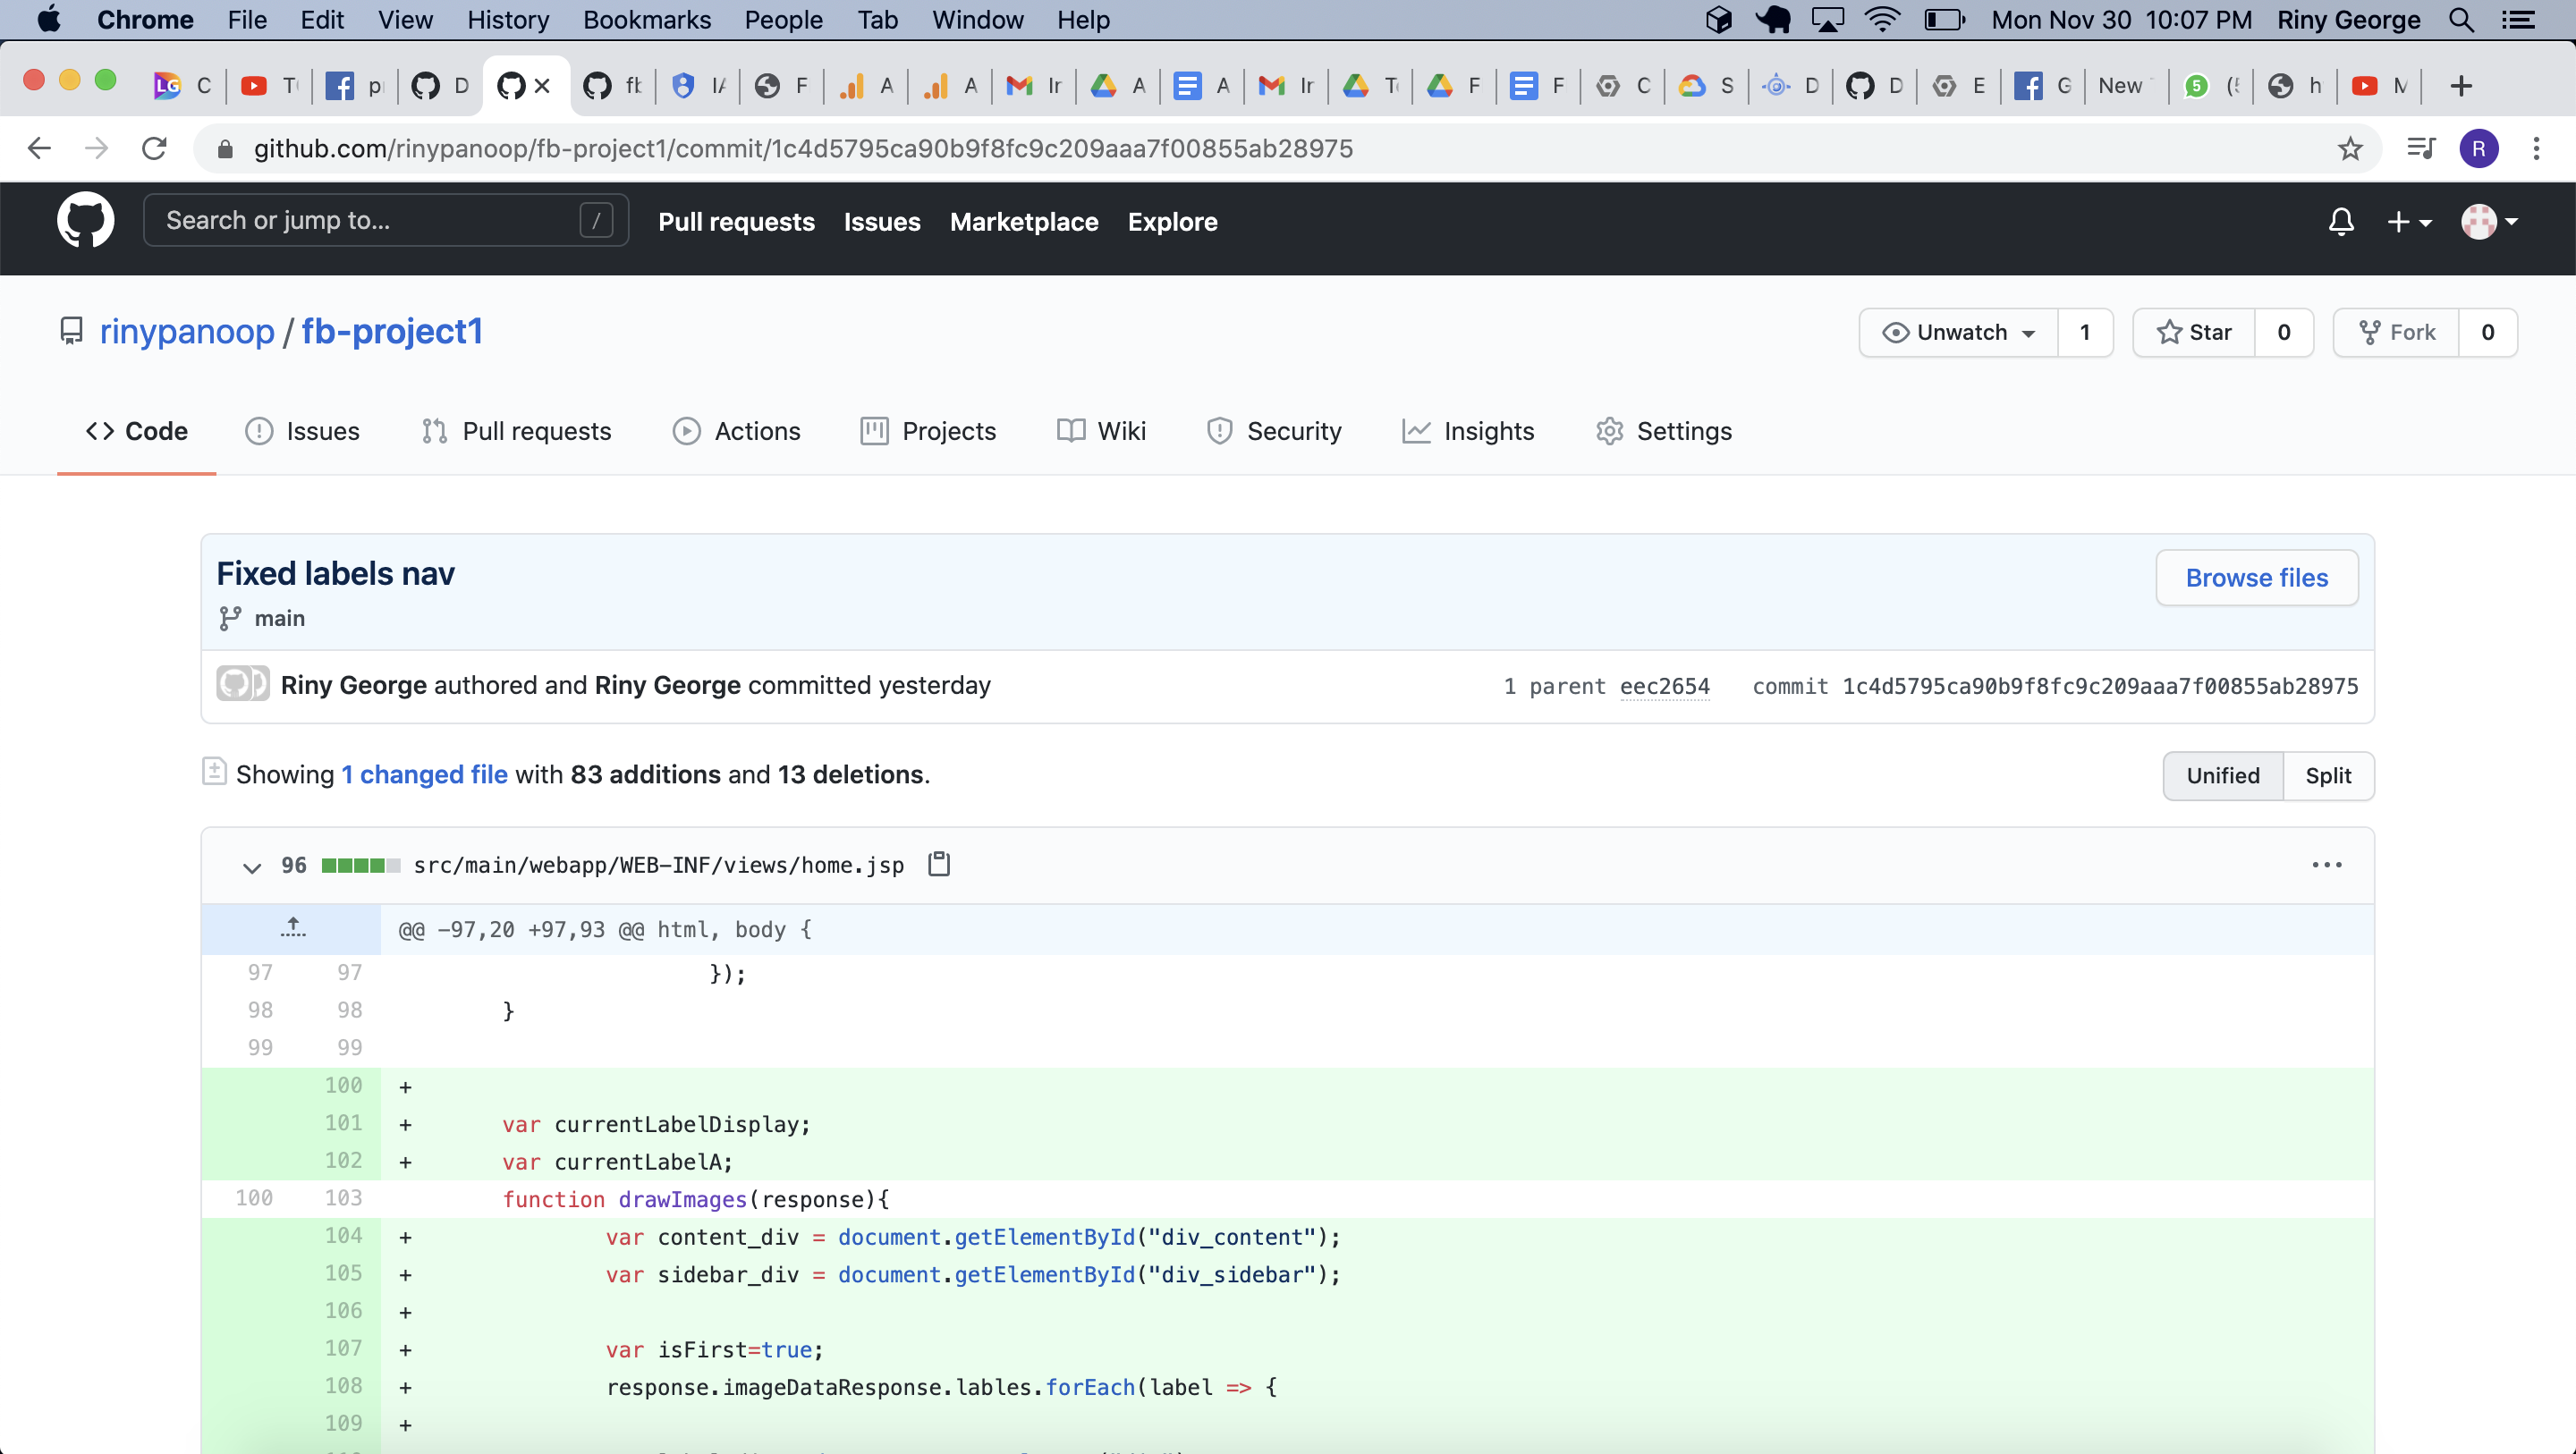 Chrome File Edit View History Bookmarks People Tab Window Help Mon Nov 30 10:07 PM Riny George
LG C T p D fb F A A Ir A A Ir F F C S D D E G New 5 h M
github.com/rinypanoop/fb-project1/commit/1c4d5795ca90b9f8fc9c209aaa7f00855ab28975 R
Search or jump to... / Pull requests Issues Marketplace Explore
rinypanoop / fb-project1 Unwatch 1 Star 0 Fork 0
Code Issues Pull requests Actions Projects Wiki Security Insights Settings
Fixed labels nav Browse files
main
Riny George authored and Riny George committed yesterday 1 parent eec2654 commit 1c4d5795ca90b9f8fc9c209aaa7f00855ab28975
Showing 1 changed file with 83 additions and 13 deletions. Unified Split
96 src/main/webapp/WEB-INF/views/home.jsp
@@ -97,20 +97,93 @@ html, body {
97 97 });
98 98 }
99 99
100 +
101 + var currentLabelDisplay;
102 + var currentLabelA;
100 103 function drawImages(response){
104 + var content_div = document.getElementById("div_content");
105 + var sidebar_div = document.getElementById("div_sidebar");
106 +
107 + var isFirst=true;
108 + response.imageDataResponse.lables.forEach(label => {
109 +